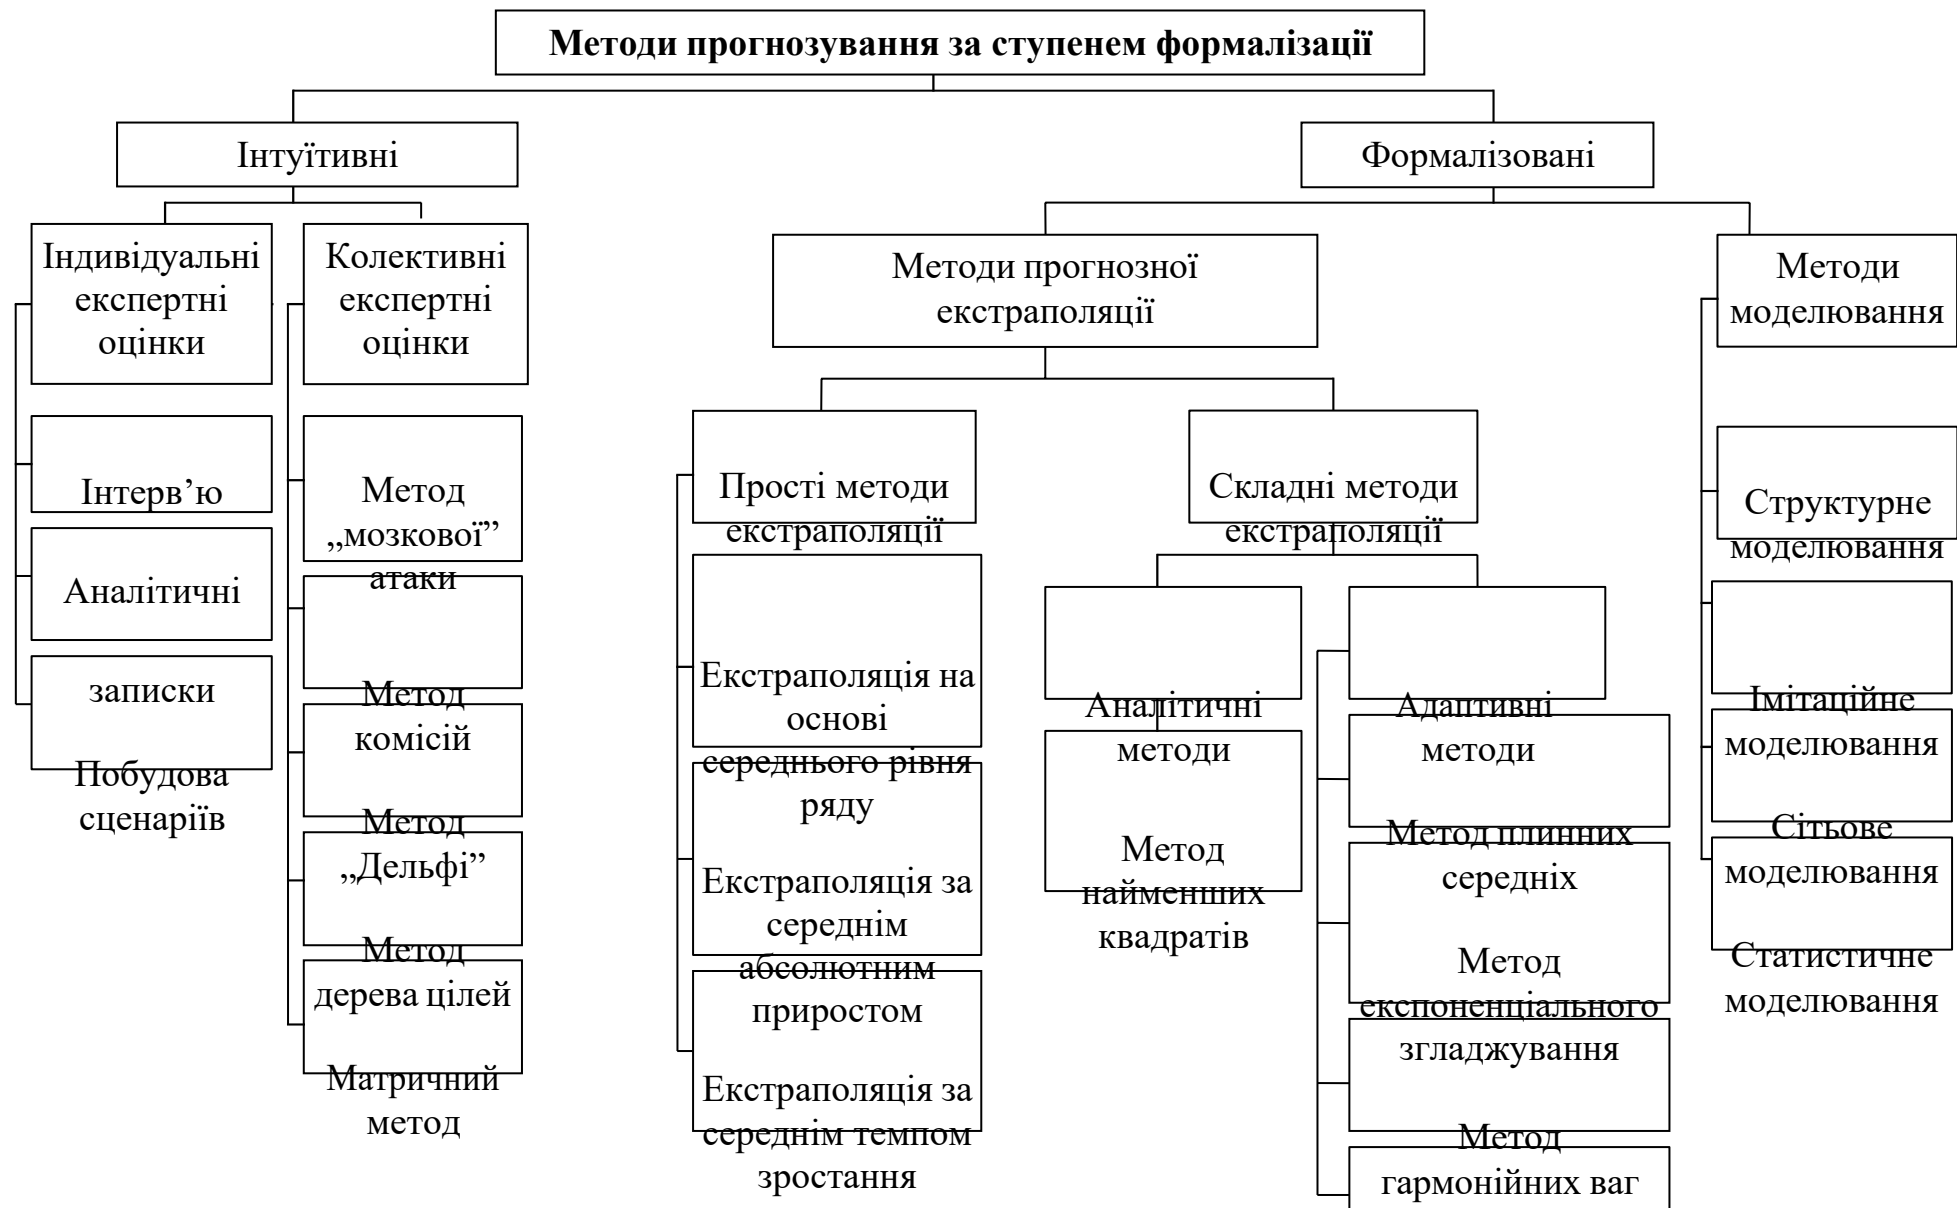 Методи прогнозування за ступенем формалізації
Інтуїтивні
Формалізовані
Індивідуальні
експертні
оцінки
Колективні
експертні
оцінки
Методи прогнозної
екстраполяції
Методи
моделювання
Інтерв’ю
Аналітичні
записки
Побудова
сценаріїв
Метод
„мозкової”
атаки
Метод
комісій
Метод
„Дельфі”
Метод
дерева цілей
Матричний
метод
Прості методи
екстраполяції
Екстраполяція на
основі
середнього рівня
ряду
Екстраполяція за
середнім
абсолютним
приростом
Екстраполяція за
середнім темпом
зростання
Складні методи
екстраполяції
Аналітичні
методи
Метод
найменших
квадратів
Адаптивні
методи
Метод плинних
середніх
Метод
експоненціального
згладжування
Метод
гармонійних ваг
Структурне
моделювання
Імітаційне
моделювання
Сітьове
моделювання
Статистичне
моделювання